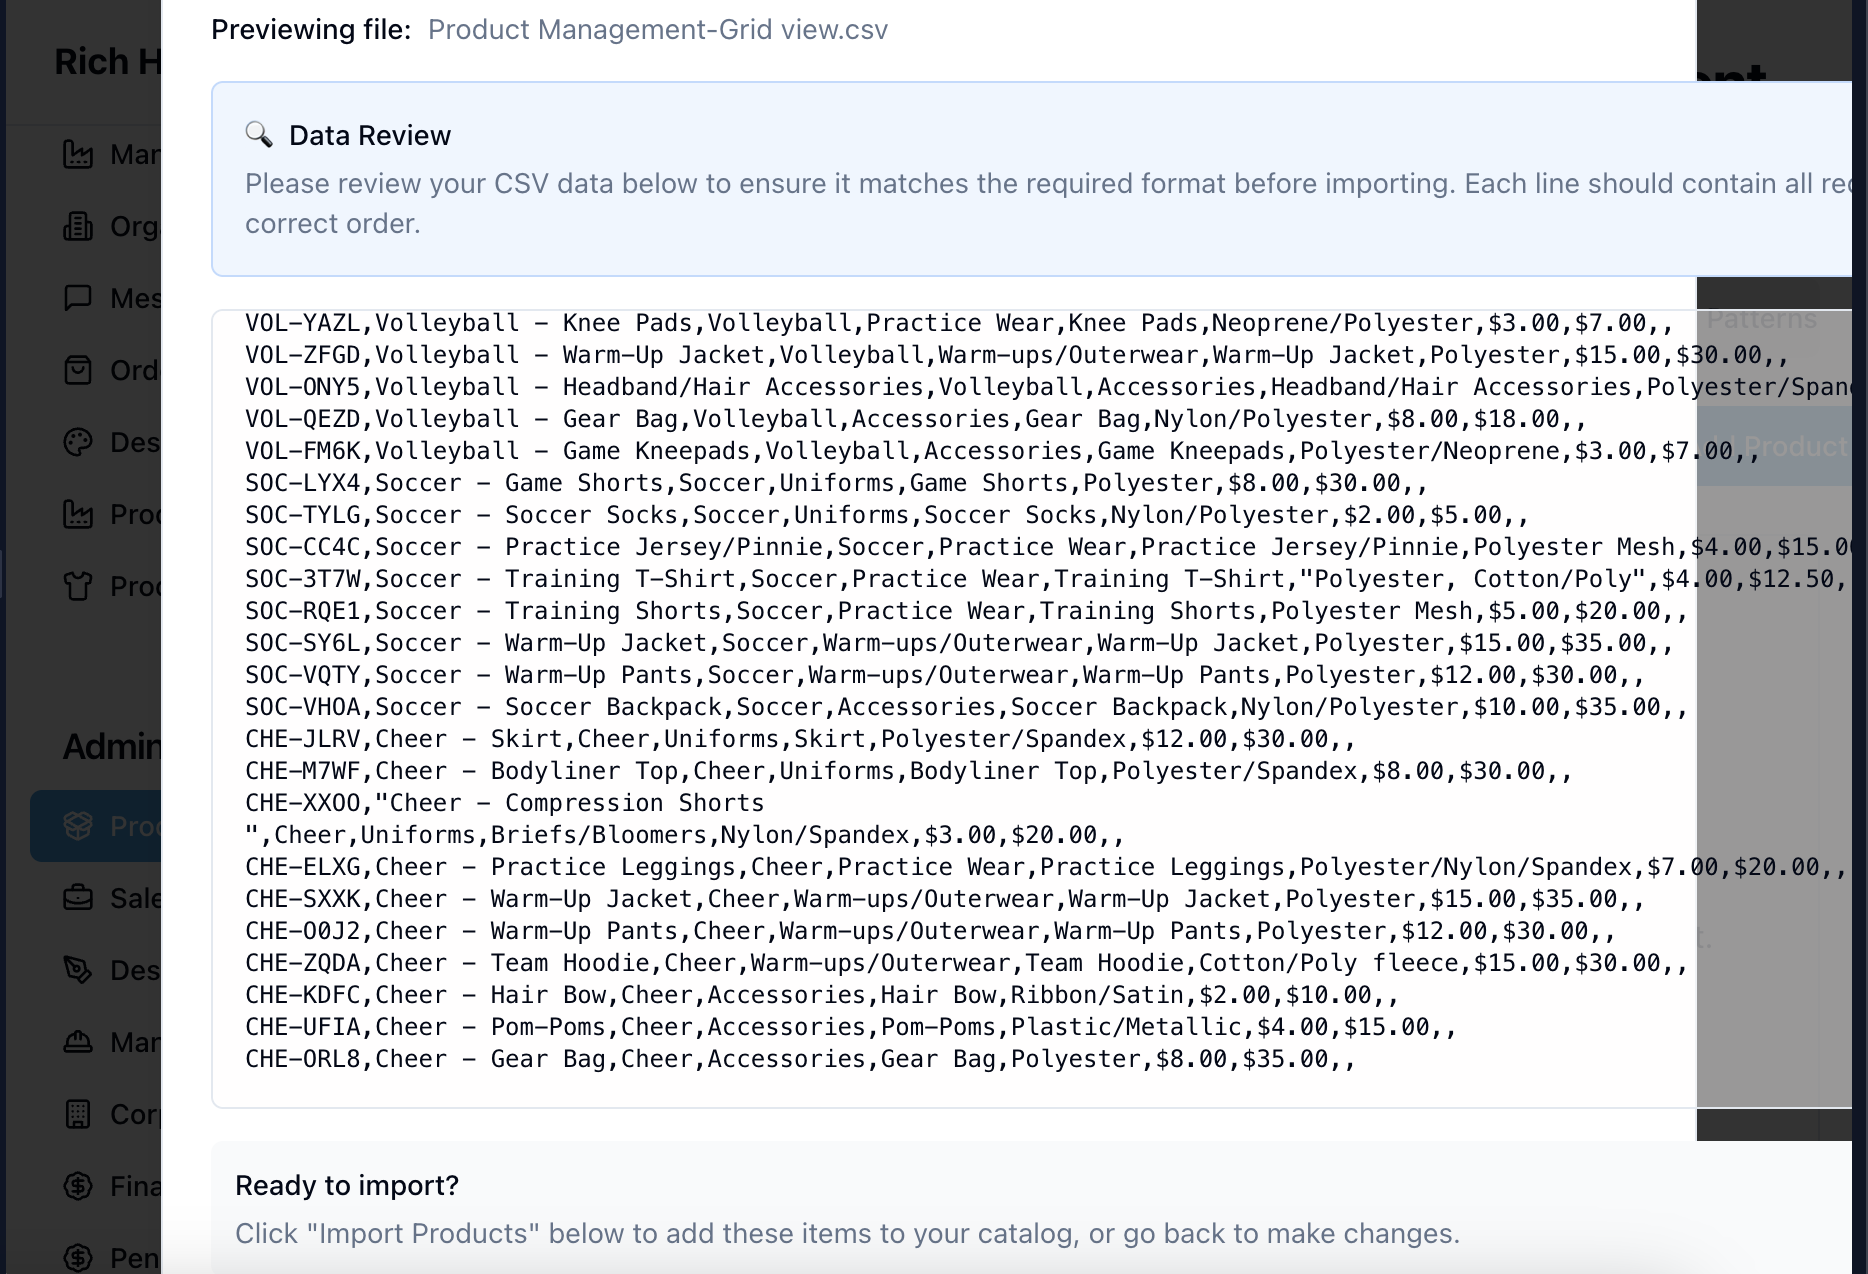 Previewing file: Product Management-Grid view.csv
Rich H
Data Review
Please review your CSV data below to ensure it matches the required format before importing. Each line should contain all
correct order.
Man
Org
Mes
Ord
Des
Prod
Prod
Admin
Prod
Sale
Des
Man
Corp
Fina
Pen
Patterns
Product
VOL-YAZL,Volleyball - Knee Pads,Volleyball,Practice Wear,Knee Pads,Neoprene/Polyester,$3.00,$7.00,,
VOL-ZFGD,Volleyball - Warm-Up Jacket,Volleyball,Warm-ups/Outerwear,Warm-Up Jacket,Polyester,$15.00,$30.00,,
VOL-ONY5,Volleyball - Headband/Hair Accessories,Volleyball,Accessories,Headband/Hair Accessories,Polyester/Span
VOL-QEZD,Volleyball - Gear Bag,Volleyball,Accessories,Gear Bag,Nylon/Polyester,$8.00,$18.00,,
VOL-FM6K,Volleyball - Game Kneepads,Volleyball,Accessories,Game Kneepads,Polyester/Neoprene,$3.00,$7.00,,
SOC-LYX4,Soccer - Game Shorts,Soccer,Uniforms,Game Shorts,Polyester,$8.00,$30.00,,
SOC-TYLG,Soccer - Soccer Socks,Soccer,Uniforms,Soccer Socks,Nylon/Polyester,$2.00,$5.00,,
SOC-CC4C,Soccer - Practice Jersey/Pinnie,Soccer,Practice Wear,Practice Jersey/Pinnie,Polyester Mesh,$4.00,$15.0
SOC-3T7W,Soccer - Training T-Shirt,Soccer,Practice Wear,Training T-Shirt,"Polyester, Cotton/Poly",$4.00,$12.50,
SOC-RQE1,Soccer - Training Shorts,Soccer,Practice Wear,Training Shorts,Polyester Mesh,$5.00,$20.00,,
SOC-SY6L,Soccer - Warm-Up Jacket,Soccer,Warm-ups/Outerwear,Warm-Up Jacket,Polyester,$15.00,$35.00,,
SOC-VQTY,Soccer - Warm-Up Pants,Soccer,Warm-ups/Outerwear,Warm-Up Pants,Polyester,$12.00,$30.00,,
SOC-VHOA,Soccer - Soccer Backpack,Soccer,Accessories,Soccer Backpack,Nylon/Polyester,$10.00,$35.00,,
CHE-JLRV,Cheer - Skirt,Cheer,Uniforms,Skirt,Polyester/Spandex,$12.00,$30.00,,
CHE-M7WF,Cheer - Bodyliner Top,Cheer,Uniforms,Bodyliner Top,Polyester/Spandex,$8.00,$30.00,,
CHE-XXOO,"Cheer - Compression Shorts
",Cheer,Uniforms,Briefs/Bloomers,Nylon/Spandex,$3.00,$20.00,,
CHE-ELXG,Cheer - Practice Leggings,Cheer,Practice Wear,Practice Leggings,Polyester/Nylon/Spandex,$7.00,$20.00,,
CHE-SXXK,Cheer - Warm-Up Jacket,Cheer,Warm-ups/Outerwear,Warm-Up Jacket,Polyester,$15.00,$35.00,,
CHE-O0J2,Cheer - Warm-Up Pants,Cheer,Warm-ups/Outerwear,Warm-Up Pants,Polyester,$12.00,$30.00,,
CHE-ZQDA,Cheer - Team Hoodie,Cheer,Warm-ups/Outerwear,Team Hoodie,Cotton/Poly fleece,$15.00,$30.00,,
CHE-KDFC,Cheer - Hair Bow,Cheer,Accessories,Hair Bow,Ribbon/Satin,$2.00,$10.00,,
CHE-UFIA,Cheer - Pom-Poms,Cheer,Accessories,Pom-Poms,Plastic/Metallic,$4.00,$15.00,,
CHE-ORL8,Cheer - Gear Bag,Cheer,Accessories,Gear Bag,Polyester,$8.00,$35.00,,
Ready to import?
Click "Import Products" below to add these items to your catalog, or go back to make changes.